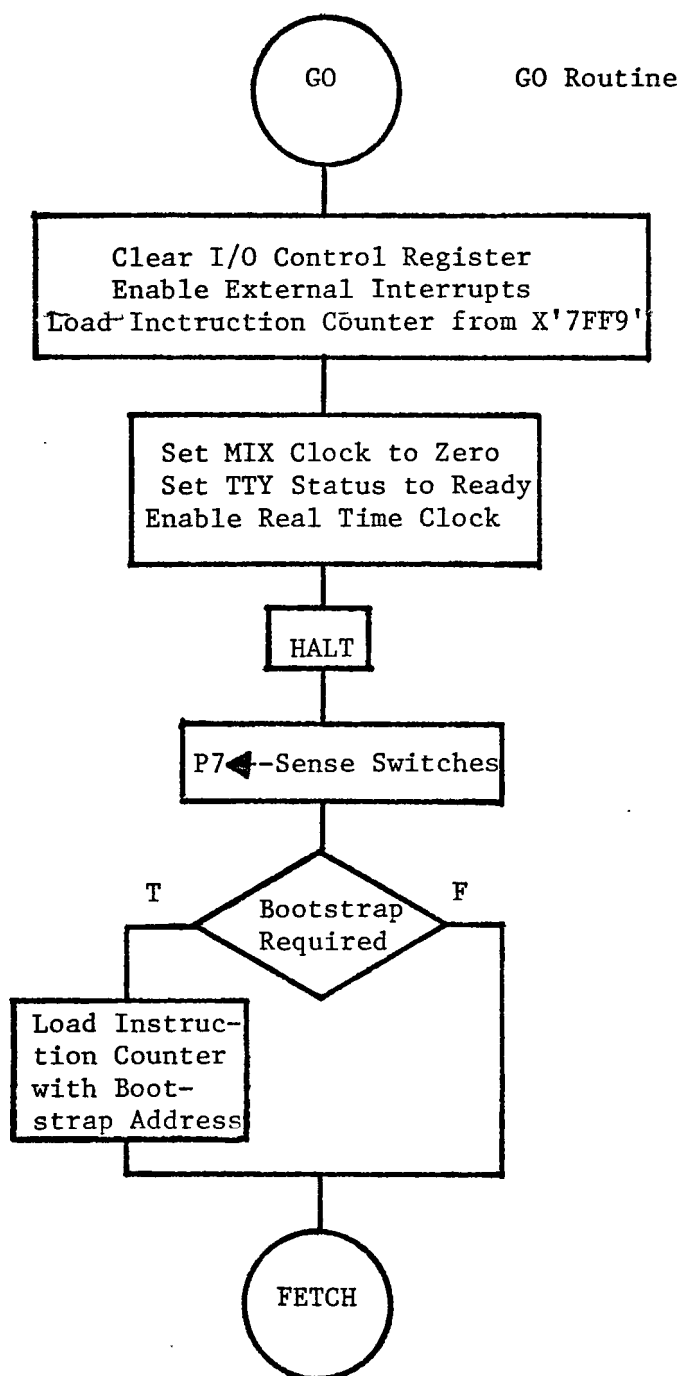 GO
GO Routine
Clear I/O Control Register
Enable External Interrupts
Load Inctruction Counter from X'7FF9'
Set MIX Clock to Zero
Set TTY Status to Ready
Enable Real Time Clock
HALT
P7◄--Sense Switches
T
F
Bootstrap
Required
Load Instruc-
tion Counter
with Boot-
strap Address
FETCH